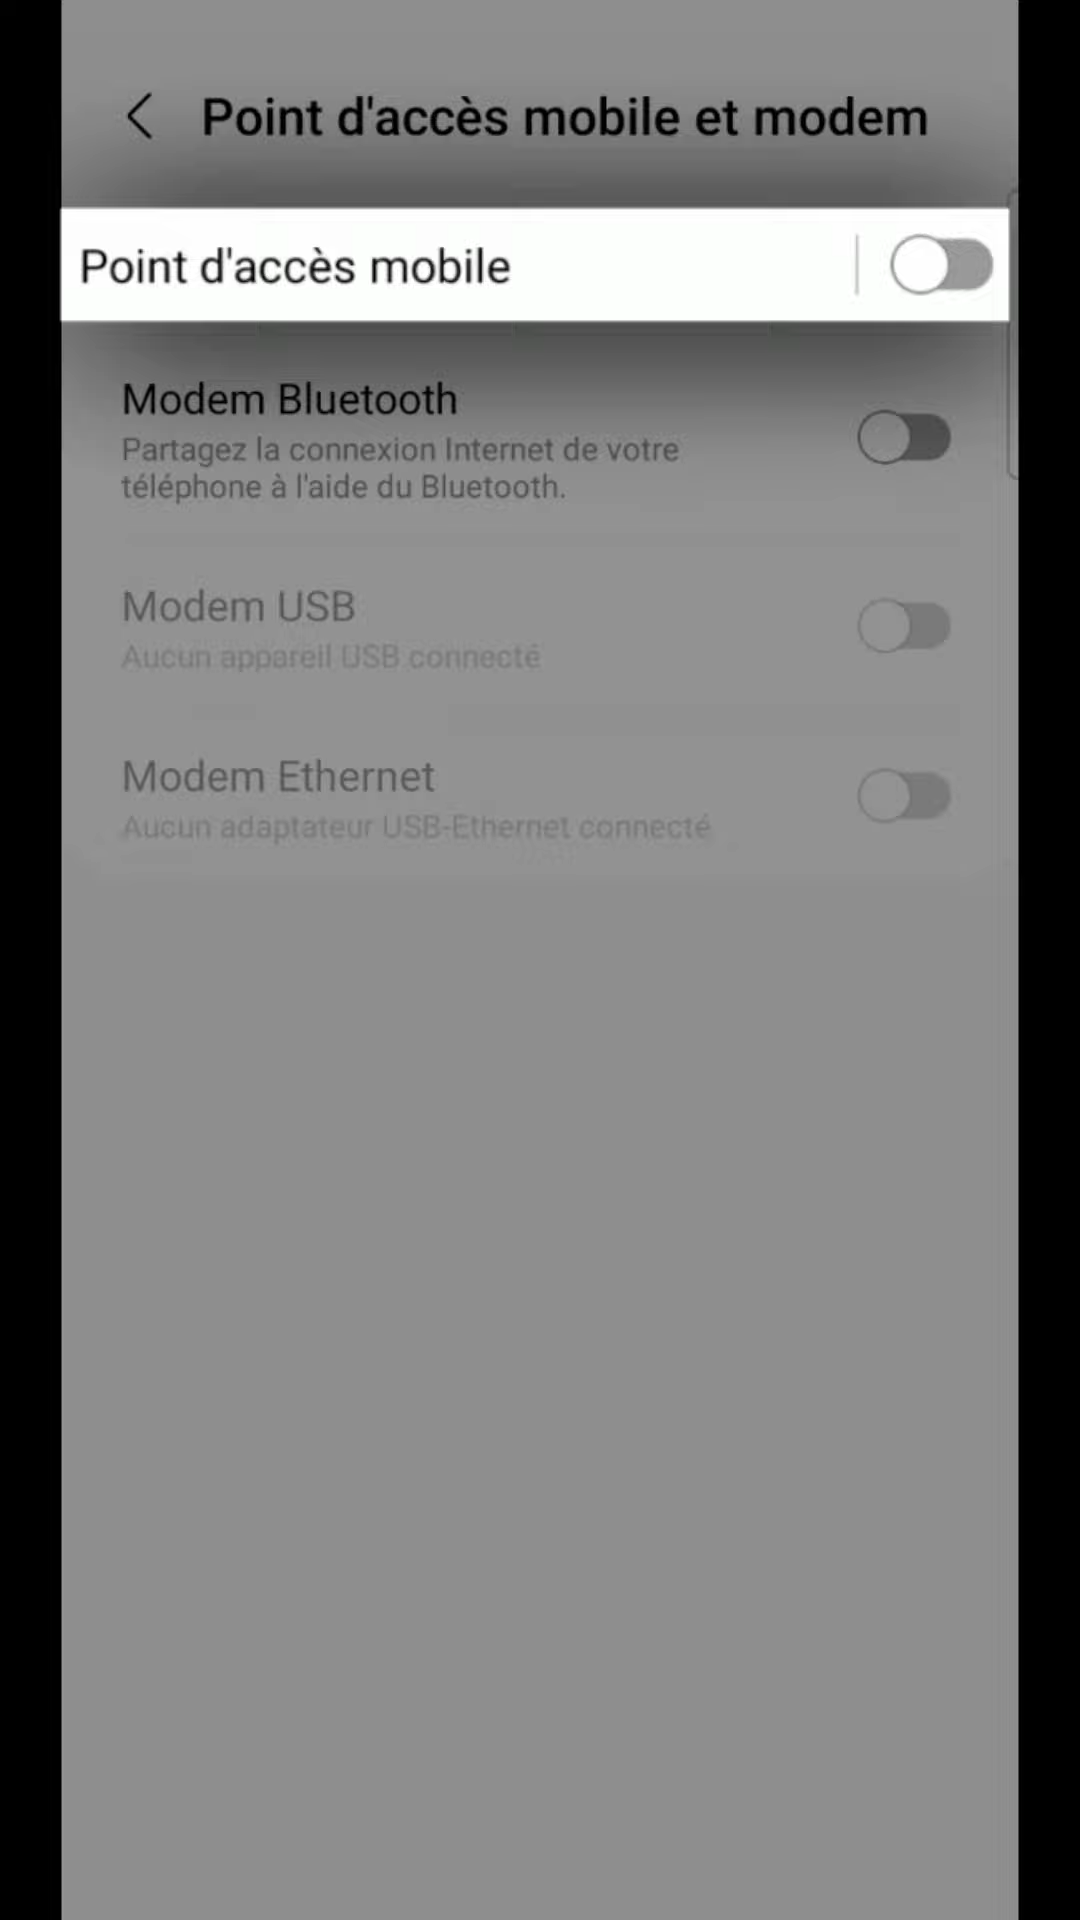 Point d'accès mobile et modem
Point d'accès mobile
Modem Bluetooth
Partagez la connexion Internet de votre
téléphone à l'aide du Bluetooth.
Modem USB
Aucun appareil USB connecté
Modem Ethernet
Aucun adaptateur USB-Ethernet connecté